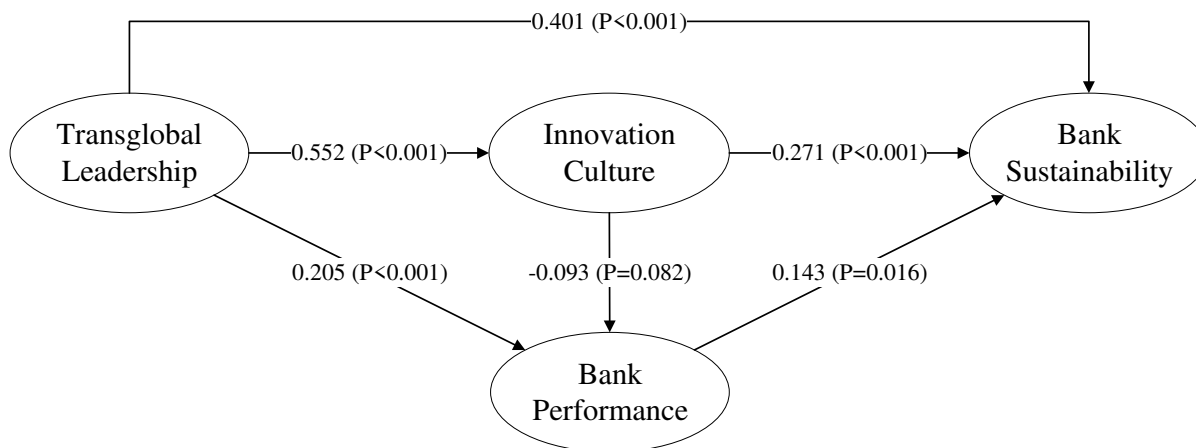 0.401 (P<0.001)
Transglobal
Leadership
0.552 (P<0.001)
Innovation
Culture
0.271 (P<0.001)
Bank
Sustainability
0.205 (P<0.001)
-0.093 (P=0.082)
0.143 (P=0.016)
Bank
Performance